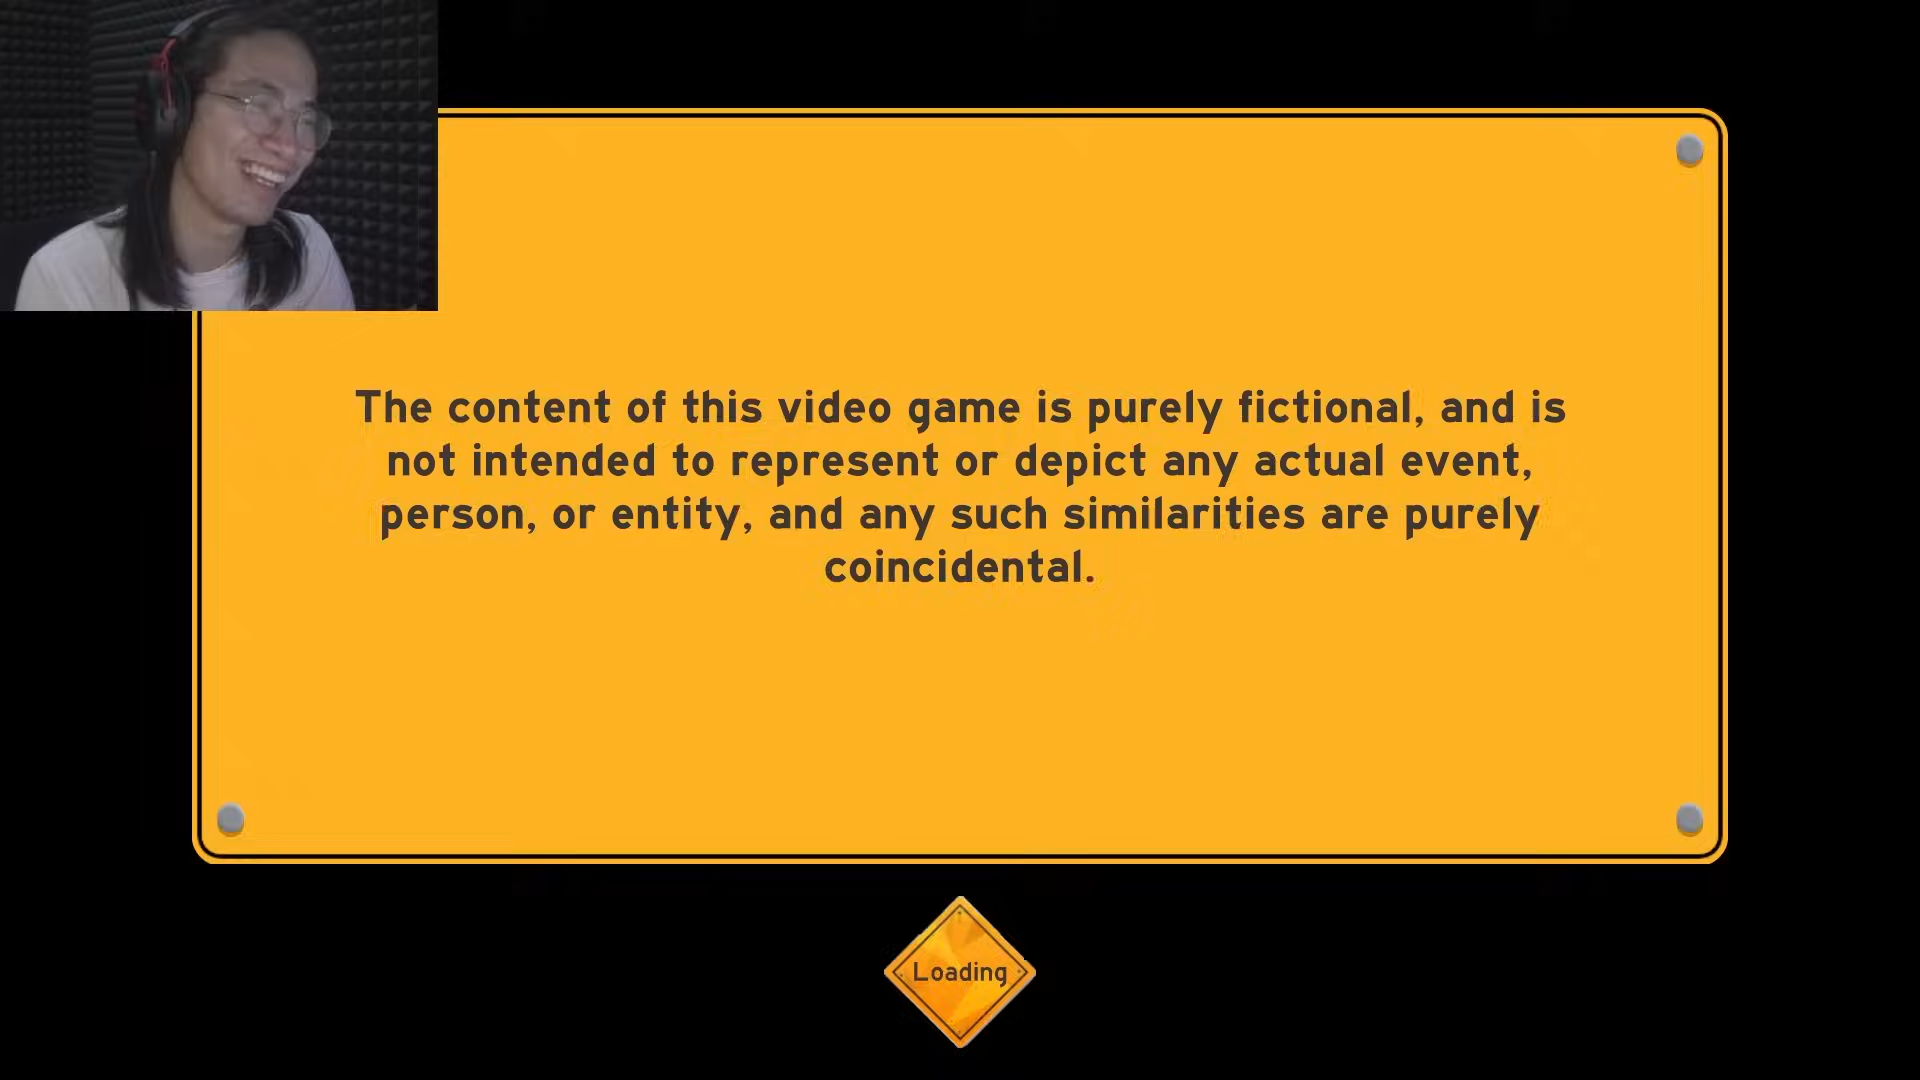 The content of this video game is purely fictional, and is
not intended to represent or depict any actual event,
person, or entity, and any such similarities are purely
coincidental.
Loading